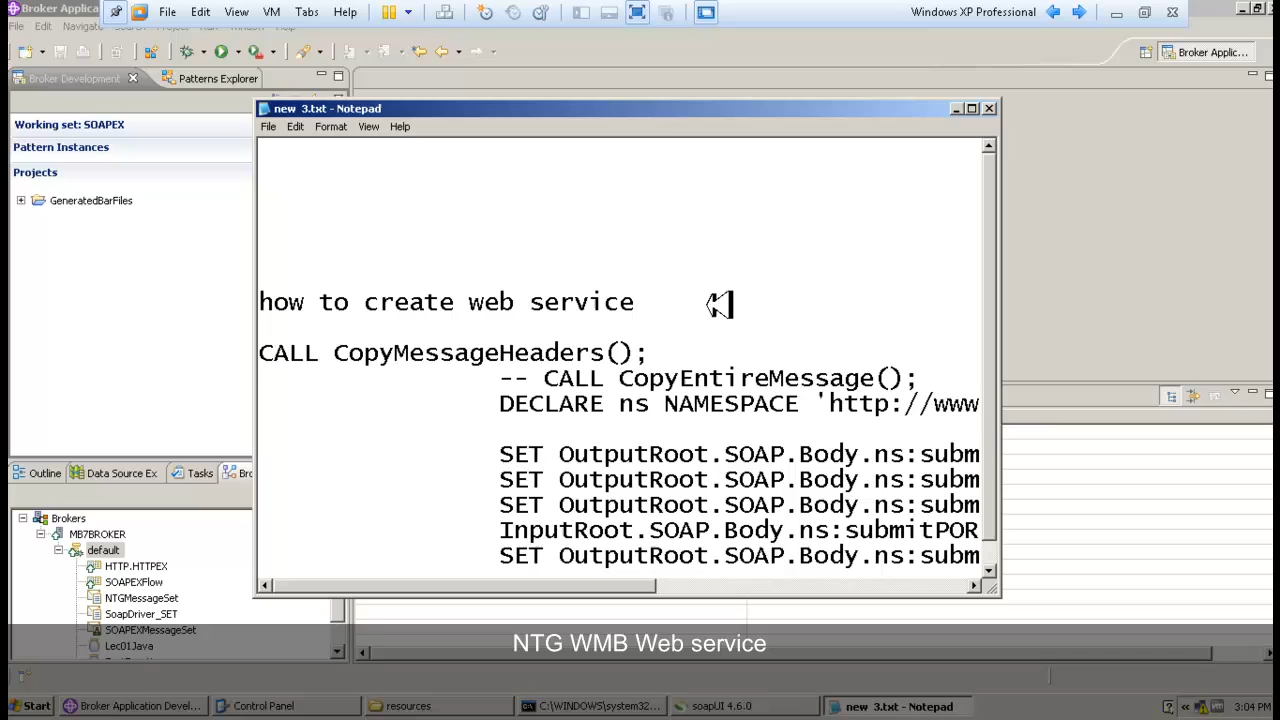 Broker Applica
File Edit View VM Tabs Help
Windows XP Professional
File Edit Navigate
Broker Applic...
Broker Development
Patterns Explorer
new 3.txt - Notepad
File Edit Format View Help
Working set: SOAPEX
Pattern Instances
Projects
GeneratedBarFiles
how to create web service
CALL CopyMessageHeaders();
-- CALL CopyEntireMessage();
DECLARE ns NAMESPACE 'http://www
SET OutputRoot.SOAP.Body.ns:subm
SET OutputRoot.SOAP.Body.ns:subm
SET OutputRoot.SOAP.Body.ns:subm
InputRoot.SOAP.Body.ns:submitPOR
SET OutputRoot.SOAP.Body.ns:subm
Outline Data Source Ex Tasks Bro
Brokers
MB7BROKER
default
HTTP.HTTPEX
SOAPEXFlow
NTGMessageSet
SoapDriver_SET
SOAPEXMessageSet
Lec01Java
NTG WMB Web service
Start Broker Application Devel... Control Panel resources C:\WINDOWS\system32... soapUI 4.6.0 new 3.txt - Notepad 3:04 PM